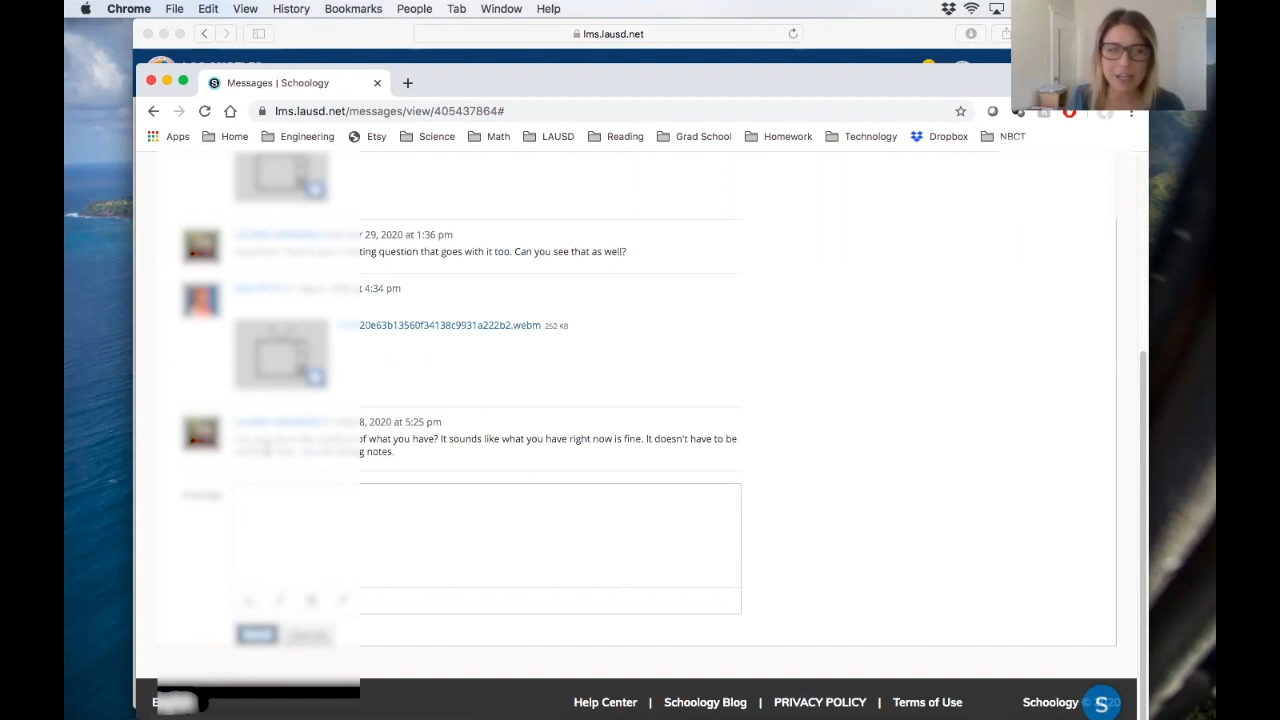 Chrome File Edit View History Bookmarks People Tab Window Help
lms.lausd.net
Messages | Schoology
lms.lausd.net/messages/view/405437864#
Apps Home Engineering Etsy Science Math LAUSD Reading Grad School Homework Technology Dropbox NBCT
29, 2020 at 1:36 pm
question that goes with it too. Can you see that as well?
4:34 pm
20e63b13560f34138c9931a222b2.webm 252 KB
8, 2020 at 5:25 pm
of what you have? It sounds like what you have right now is fine. It doesn't have to be
notes.
Help Center | Schoology Blog | PRIVACY POLICY | Terms of Use Schoology ©